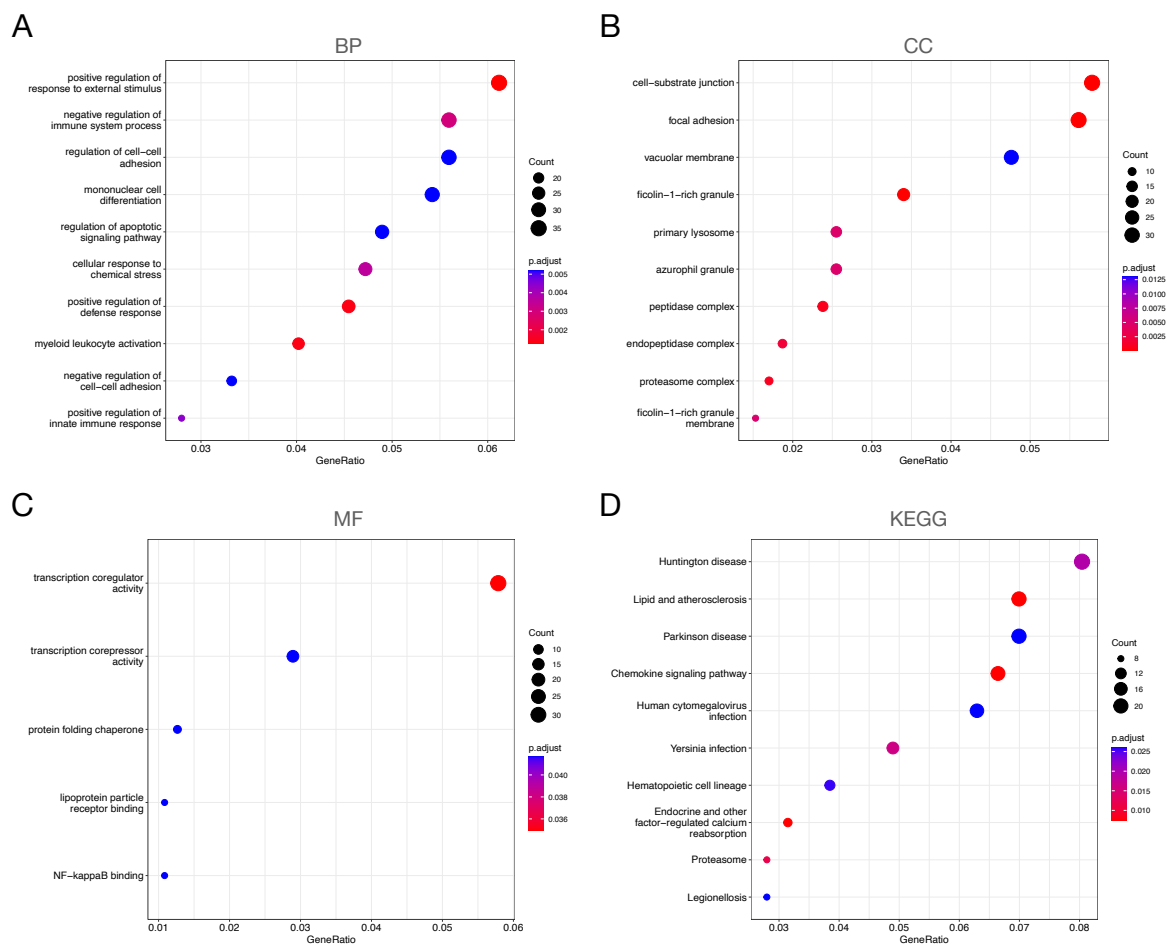 A
BP
positive regulation of
response to external stimulus
negative regulation of
immune system process
regulation of cell−cell
adhesion
mononuclear cell
differentiation
regulation of apoptotic
signaling pathway
cellular response to
chemical stress
positive regulation of
defense response
myeloid leukocyte activation
negative regulation of
cell−cell adhesion
positive regulation of
innate immune response
0.03 0.04 0.05 0.06
GeneRatio
Count
20
25
30
35
p.adjust
0.005
0.004
0.003
0.002
B
CC
cell−substrate junction
focal adhesion
vacuolar membrane
ficolin−1−rich granule
primary lysosome
azurophil granule
peptidase complex
endopeptidase complex
proteasome complex
ficolin−1−rich granule
membrane
0.02 0.03 0.04 0.05
GeneRatio
Count
10
15
20
25
30
p.adjust
0.0125
0.0100
0.0075
0.0050
0.0025
C
MF
transcription coregulator
activity
transcription corepressor
activity
protein folding chaperone
lipoprotein particle
receptor binding
NF−kappaB binding
0.01 0.02 0.03 0.04 0.05 0.06
GeneRatio
Count
10
15
20
25
30
p.adjust
0.040
0.038
0.036
D
KEGG
Huntington disease
Lipid and atherosclerosis
Parkinson disease
Chemokine signaling pathway
Human cytomegalovirus
infection
Yersinia infection
Hematopoietic cell lineage
Endocrine and other
factor−regulated calcium
reabsorption
Proteasome
Legionellosis
0.03 0.04 0.05 0.06 0.07 0.08
GeneRatio
Count
8
12
16
20
p.adjust
0.025
0.020
0.015
0.010